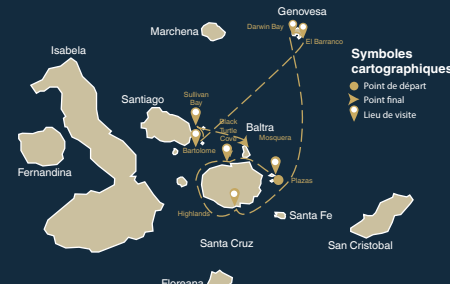 Genovesa
Darwin Bay
El Barranco
Marchena
Isabela
Symboles
cartographiques
Point de départ
Point final
Lieu de visite
Sullivan
Bay
Santiago
Black
Turtle
Cove
Baltra
Mosquera
Bartolome
Fernandina
Plazas
Highlands
Santa Fe
Santa Cruz
San Cristobal
Floreana